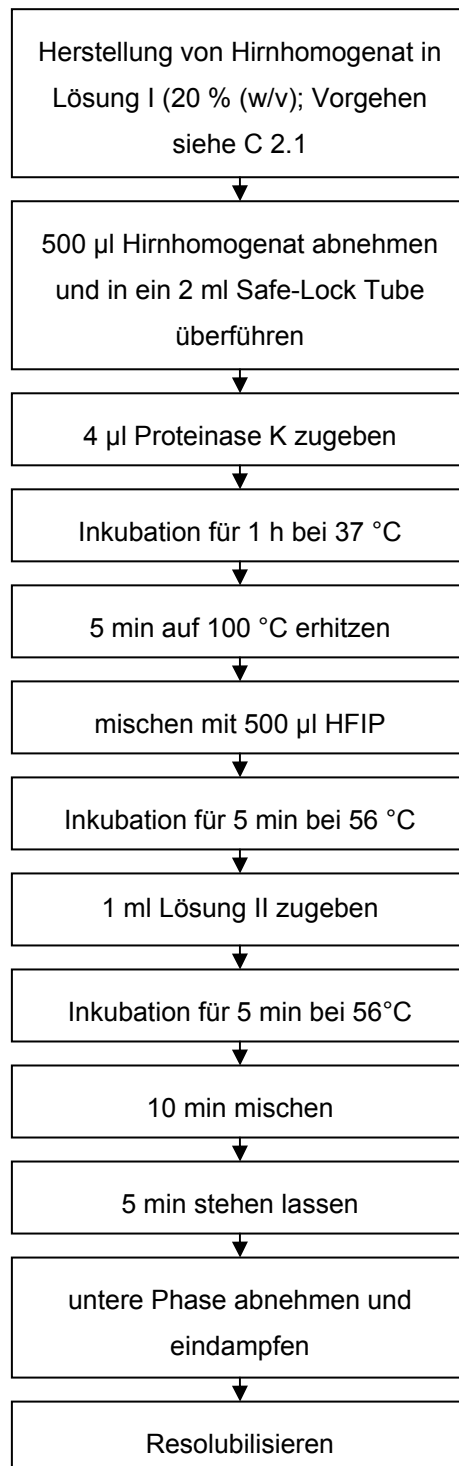 Herstellung von Hirnhomogenat in
Lösung I (20 % (w/v); Vorgehen
siehe C 2.1
500 µl Hirnhomogenat abnehmen
und in ein 2 ml Safe-Lock Tube
überführen
4 µl Proteinase K zugeben
Inkubation für 1 h bei 37 °C
5 min auf 100 °C erhitzen
mischen mit 500 µl HFIP
Inkubation für 5 min bei 56 °C
1 ml Lösung II zugeben
Inkubation für 5 min bei 56°C
10 min mischen
5 min stehen lassen
untere Phase abnehmen und
eindampfen
Resolubilisieren